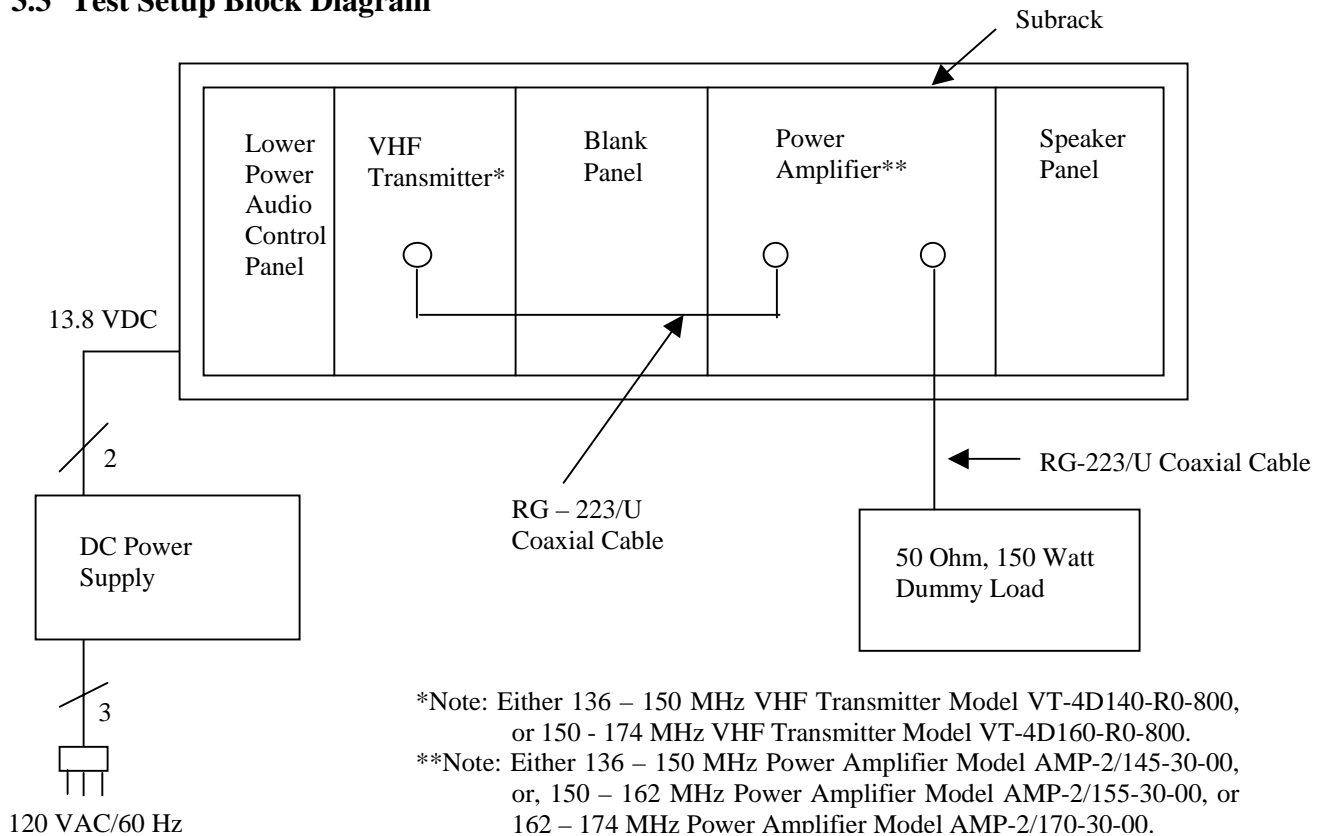 3.3 Test Setup Block Diagram
Subrack
Lower
Power
Audio
Control
Panel
VHF
Transmitter*
Blank
Panel
Power
Amplifier**
Speaker
Panel
13.8 VDC
2
RG-223/U Coaxial Cable
RG – 223/U
Coaxial Cable
DC Power
Supply
50 Ohm, 150 Watt
Dummy Load
3
120 VAC/60 Hz
*Note: Either 136 – 150 MHz VHF Transmitter Model VT-4D140-R0-800,
or 150 - 174 MHz VHF Transmitter Model VT-4D160-R0-800.
**Note: Either 136 – 150 MHz Power Amplifier Model AMP-2/145-30-00,
or, 150 – 162 MHz Power Amplifier Model AMP-2/155-30-00, or
162 – 174 MHz Power Amplifier Model AMP-2/170-30-00.